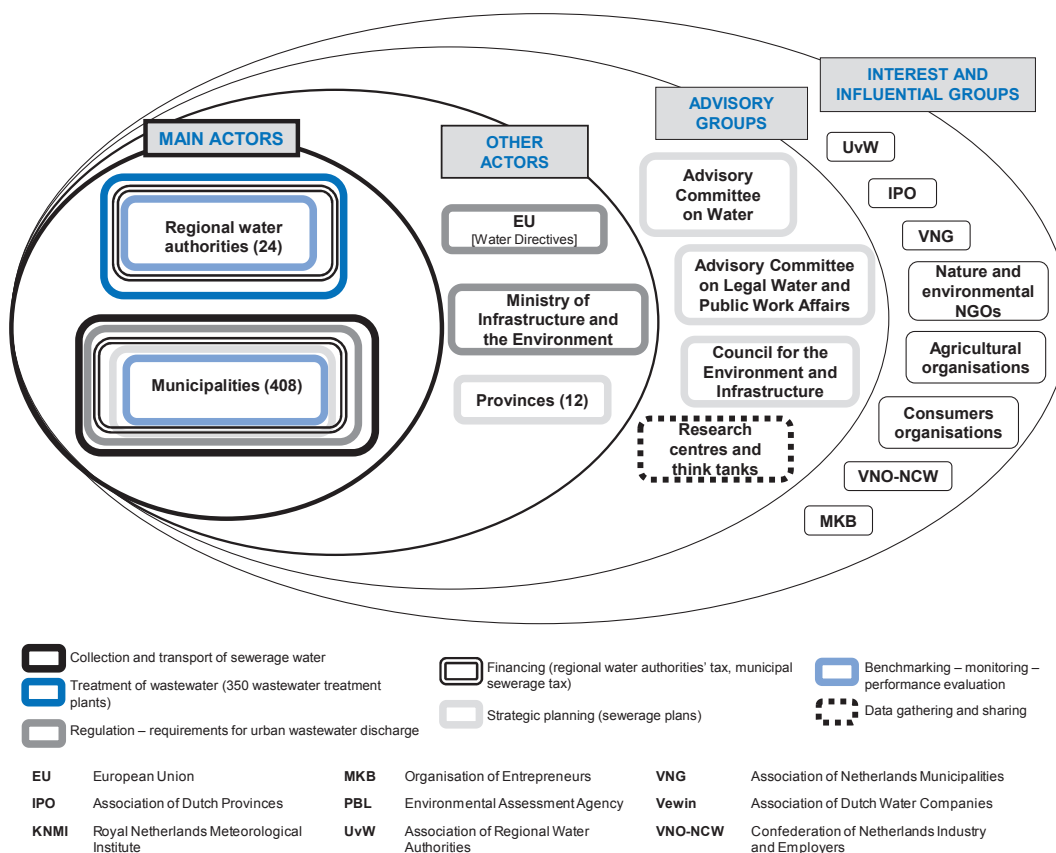 INTEREST AND
INFLUENTIAL GROUPS
ADVISORY
GROUPS
OTHER
ACTORS
MAIN ACTORS
Regional water
authorities (24)
Municipalities (408)
EU
[Water Directives]
Ministry of
Infrastructure and
the Environment
Provinces (12)
Advisory
Committee
on Water
Advisory Committee
on Legal Water and
Public Work Affairs
Council for the
Environment and
Infrastructure
Research
centres and
think tanks
UvW
IPO
VNG
Nature and
environmental
NGOs
Agricultural
organisations
Consumers
organisations
VNO-NCW
MKB
Collection and transport of sewerage water
Treatment of wastewater (350 wastewater treatment
plants)
Regulation – requirements for urban wastewater discharge
Financing (regional water authorities' tax, municipal
sewerage tax)
Strategic planning (sewerage plans)
Benchmarking – monitoring –
performance evaluation
Data gathering and sharing
EU European Union
MKB Organisation of Entrepreneurs
VNG Association of Netherlands Municipalities
IPO Association of Dutch Provinces
PBL Environmental Assessment Agency
Vewin Association of Dutch Water Companies
KNMI Royal Netherlands Meteorological
Institute
UvW Association of Regional Water
Authorities
VNO-NCW Confederation of Netherlands Industry
and Employers